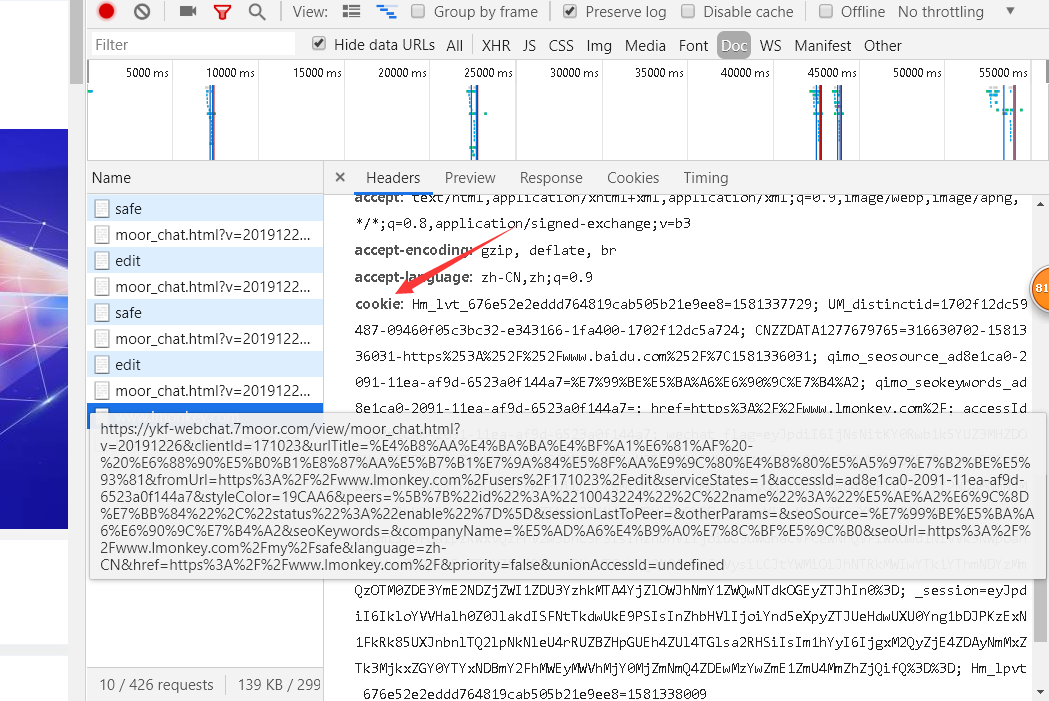 View: Group by frame Preserve log Disable cache Offline No throttling ▼
Filter Hide data URLs All XHR JS CSS Img Media Font Doc WS Manifest Other
5000 ms 10000 ms 15000 ms 20000 ms 25000 ms 30000 ms 35000 ms 40000 ms 45000 ms 50000 ms 55000 ms
Name × Headers Preview Response Cookies Timing
safe
moor_chat.html?v=2019122...
edit
moor_chat.html?v=2019122...
safe
moor_chat.html?v=2019122...
edit
moor_chat.html?v=2019122...
accept: text/html,application/xhtml+xml,application/xml;q=0.9,image/webp,image/apng,
*/*;q=0.8,application/signed-exchange;v=b3
accept-encoding: gzip, deflate, br
accept-language: zh-CN,zh;q=0.9
cookie: Hm_lvt_676e52e2eddd764819cab505b21e9ee8=1581337729; UM_distinctid=1702f12dc59
487-09460f05c3bc32-e343166-1fa400-1702f12dc5a724; CNZZDATA1277679765=316630702-1581
336031-https%253A%252F%252Fwww.baidu.com%252F%7C1581336031; qimo_seosource_ad8e1ca0-2
091-11ea-af9d-6523a0f144a7=%E7%99%BE%E5%BA%A6%E6%90%9C%E7%B4%A2; qimo_seokeywords_ad
8e1ca0-2091-11ea-af9d-6523a0f144a7=; href=https%3A%2F%2Fwww.lmonkey.com%2F; accessId
81
https://ykf-webchat.7moor.com/view/moor_chat.html?
v=20191226&clientId=171023&urlTitle=%E4%B8%AA%E4%BA%BA%E4%BF%A1%E6%81%AF%20-
%20%E6%88%90%E5%B0%B1%E8%87%AA%E5%B7%B1%E7%9A%84%E5%8F%AA%E9%9C%80%E4%B8%80%E5%A5%97%E7%B2%BE%E5%
93%81&fromUrl=https%3A%2F%2Fwww.lmonkey.com%2Fusers%2F171023%2Fedit&serviceStates=1&accessId=ad8e1ca0-2091-11ea-af9d-
6523a0f144a7&styleColor=19CAA6&peers=%5B%7B%22id%22%3A%2210043224%22%2C%22name%22%3A%22%E5%AE%A2%E6%9C%8D
%E7%BB%84%22%2C%22status%22%3A%22enable%22%7D%5D&sessionLastToPeer=&otherParams=&seoSource=%E7%99%BE%E5%BA%A
6%E6%90%9C%E7%B4%A2&seoKeywords=&companyName=%E5%AD%A6%E4%B9%A0%E7%8C%BF%E5%9C%B0&seoUrl=https%3A%2F%
2Fwww.lmonkey.com%2Fmy%2Fsafe&language=zh-
CN&href=https%3A%2F%2Fwww.lmonkey.com%2F&priority=false&unionAccessId=undefined
QzOTM0ZDE3YmE2NDZjZWI1ZDU3YzhkMTA4YjZlOWJhNmY1ZWQwNTdkOGEyZTJhIn0%3D; _session=eyJpd
iI6IkloYVVHalh0Z0JlakdISFNtTkdwUkE9PSIsInZhbHVlIjoiYnd5eXpyZTJUeHdwUXU0Yng1bDJPKzExN
1FkRk85UXJnbnlTQ2lpNkNleU4rRUZBZHpGUEh4ZUl4TGlsa2RHSiIsIm1hYyI6IjgxM2QyZjE4ZDAyNmMxZ
Tk3MjkxZGY0YTYxNDBmY2FhMWEyMWVhMjY0MjZmNmQ4ZDEwMzYwZmE1ZmU4MmZhZjQifQ%3D%3D; Hm_lpvt
_676e52e2eddd764819cab505b21e9ee8=1581338009
10 / 426 requests 139 KB / 299